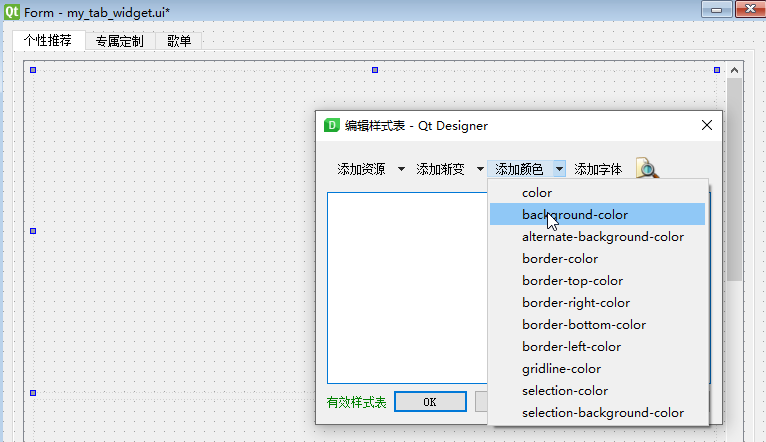 Qt Form - my_tab_widget.ui*
个性推荐 专属定制 歌单
D 编辑样式表 - Qt Designer
添加资源 添加渐变 添加颜色 添加字体
color
background-color
alternate-background-color
border-color
border-top-color
border-right-color
border-bottom-color
border-left-color
gridline-color
selection-color
selection-background-color
有效样式表 OK